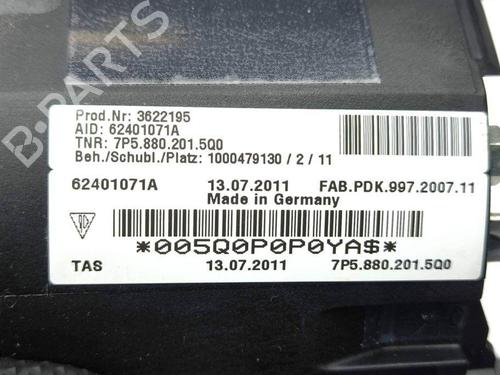 B-PARTS
Prod.Nr: 3622195
AID: 62401071A
TNR: 7P5.880.201.5Q0
Beh./Schubl./Platz: 1000479130 / 2 / 11
62401071A 13.07.2011 FAB.PDK.997.2007.11
Made in Germany
*005Q0P0P0YA$*
TAS 13.07.2011 7P5.880.201.5Q0